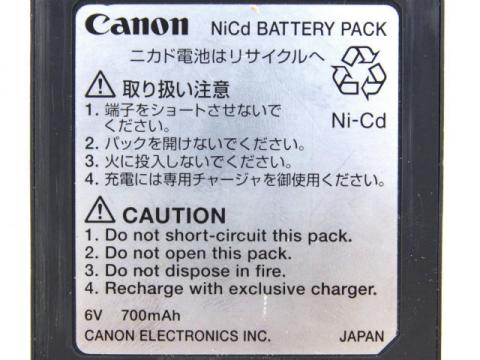 Canon NiCd BATTERY PACK
ニカド電池はリサイクルへ
取り扱い注意
1. 端子をショートさせないで
ください。
2. パックを開けないでください。
3. 火に投入しないでください。
4. 充電には専用チャージャを御使用ください。
Ni-Cd
CAUTION
1. Do not short-circuit this pack.
2. Do not open this pack.
3. Do not dispose in fire.
4. Recharge with exclusive charger.
6V 700mAh
CANON ELECTRONICS INC. JAPAN